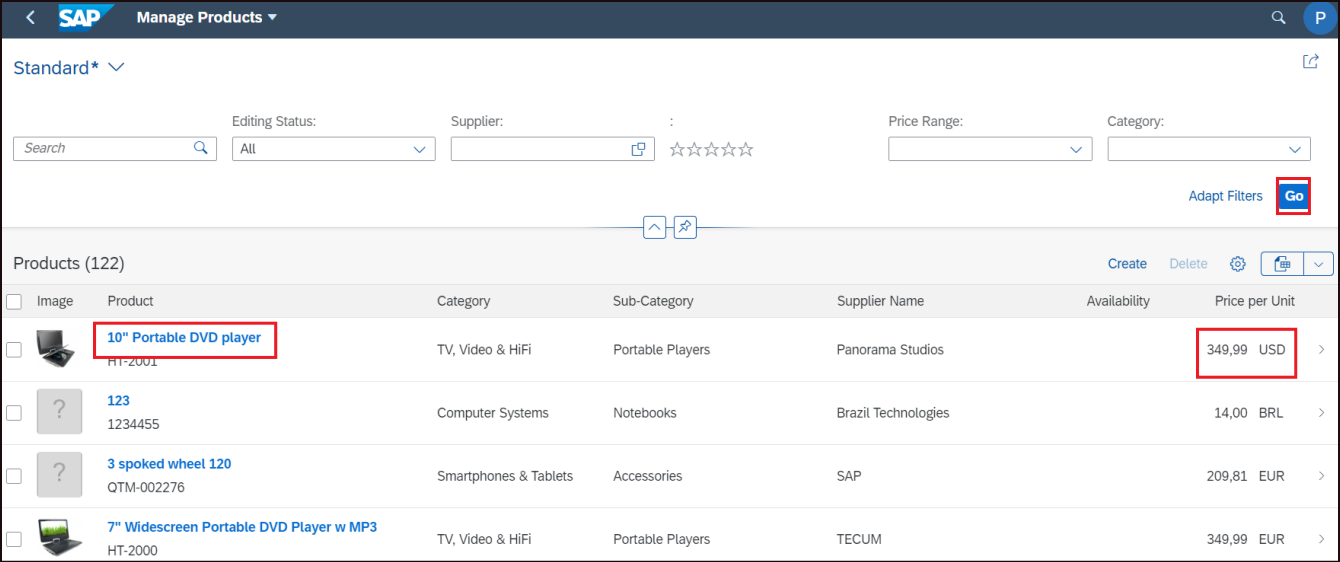 SAP Manage Products P
Standard*
Editing Status: Supplier: : Price Range: Category:
Search All
Adapt Filters Go
Products (122) Create Delete
Image Product Category Sub-Category Supplier Name Availability Price per Unit
10" Portable DVD player
HT-2001 TV, Video & HiFi Portable Players Panorama Studios 349,99 USD
? 123
1234455 Computer Systems Notebooks Brazil Technologies 14,00 BRL
? 3 spoked wheel 120
QTM-002276 Smartphones & Tablets Accessories SAP 209,81 EUR
7" Widescreen Portable DVD Player w MP3
HT-2000 TV, Video & HiFi Portable Players TECUM 349,99 EUR